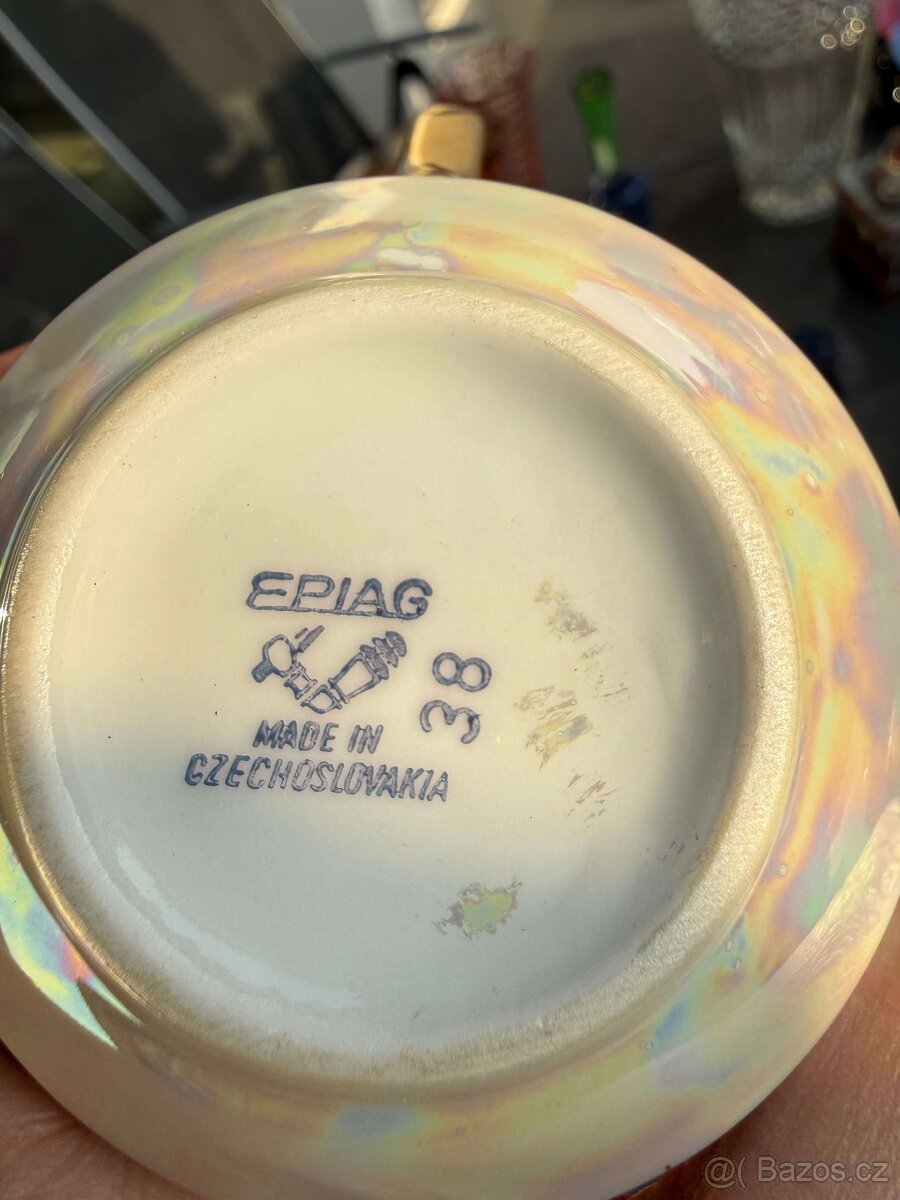 EPIAG
38
MADE IN
CZECHOSLOVAKIA
@( Bazos.cz